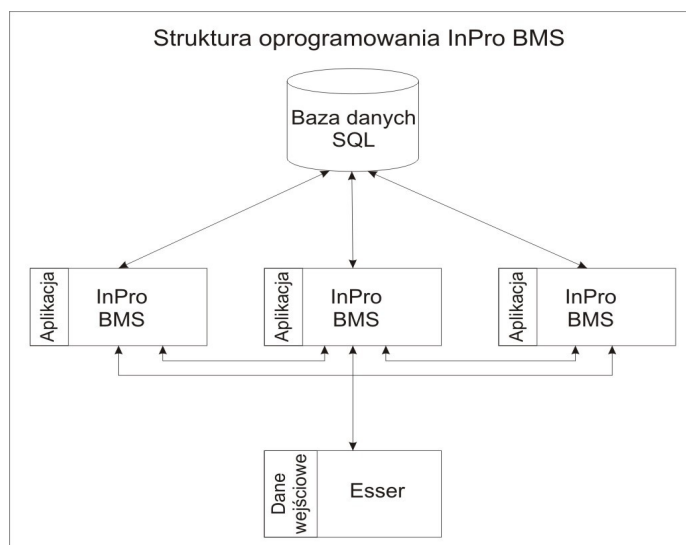 Struktura oprogramowania InPro BMS
Baza danych
SQL
Aplikacja
InPro
BMS
Aplikacja
InPro
BMS
Aplikacja
InPro
BMS
Dane
wejściowe
Esser